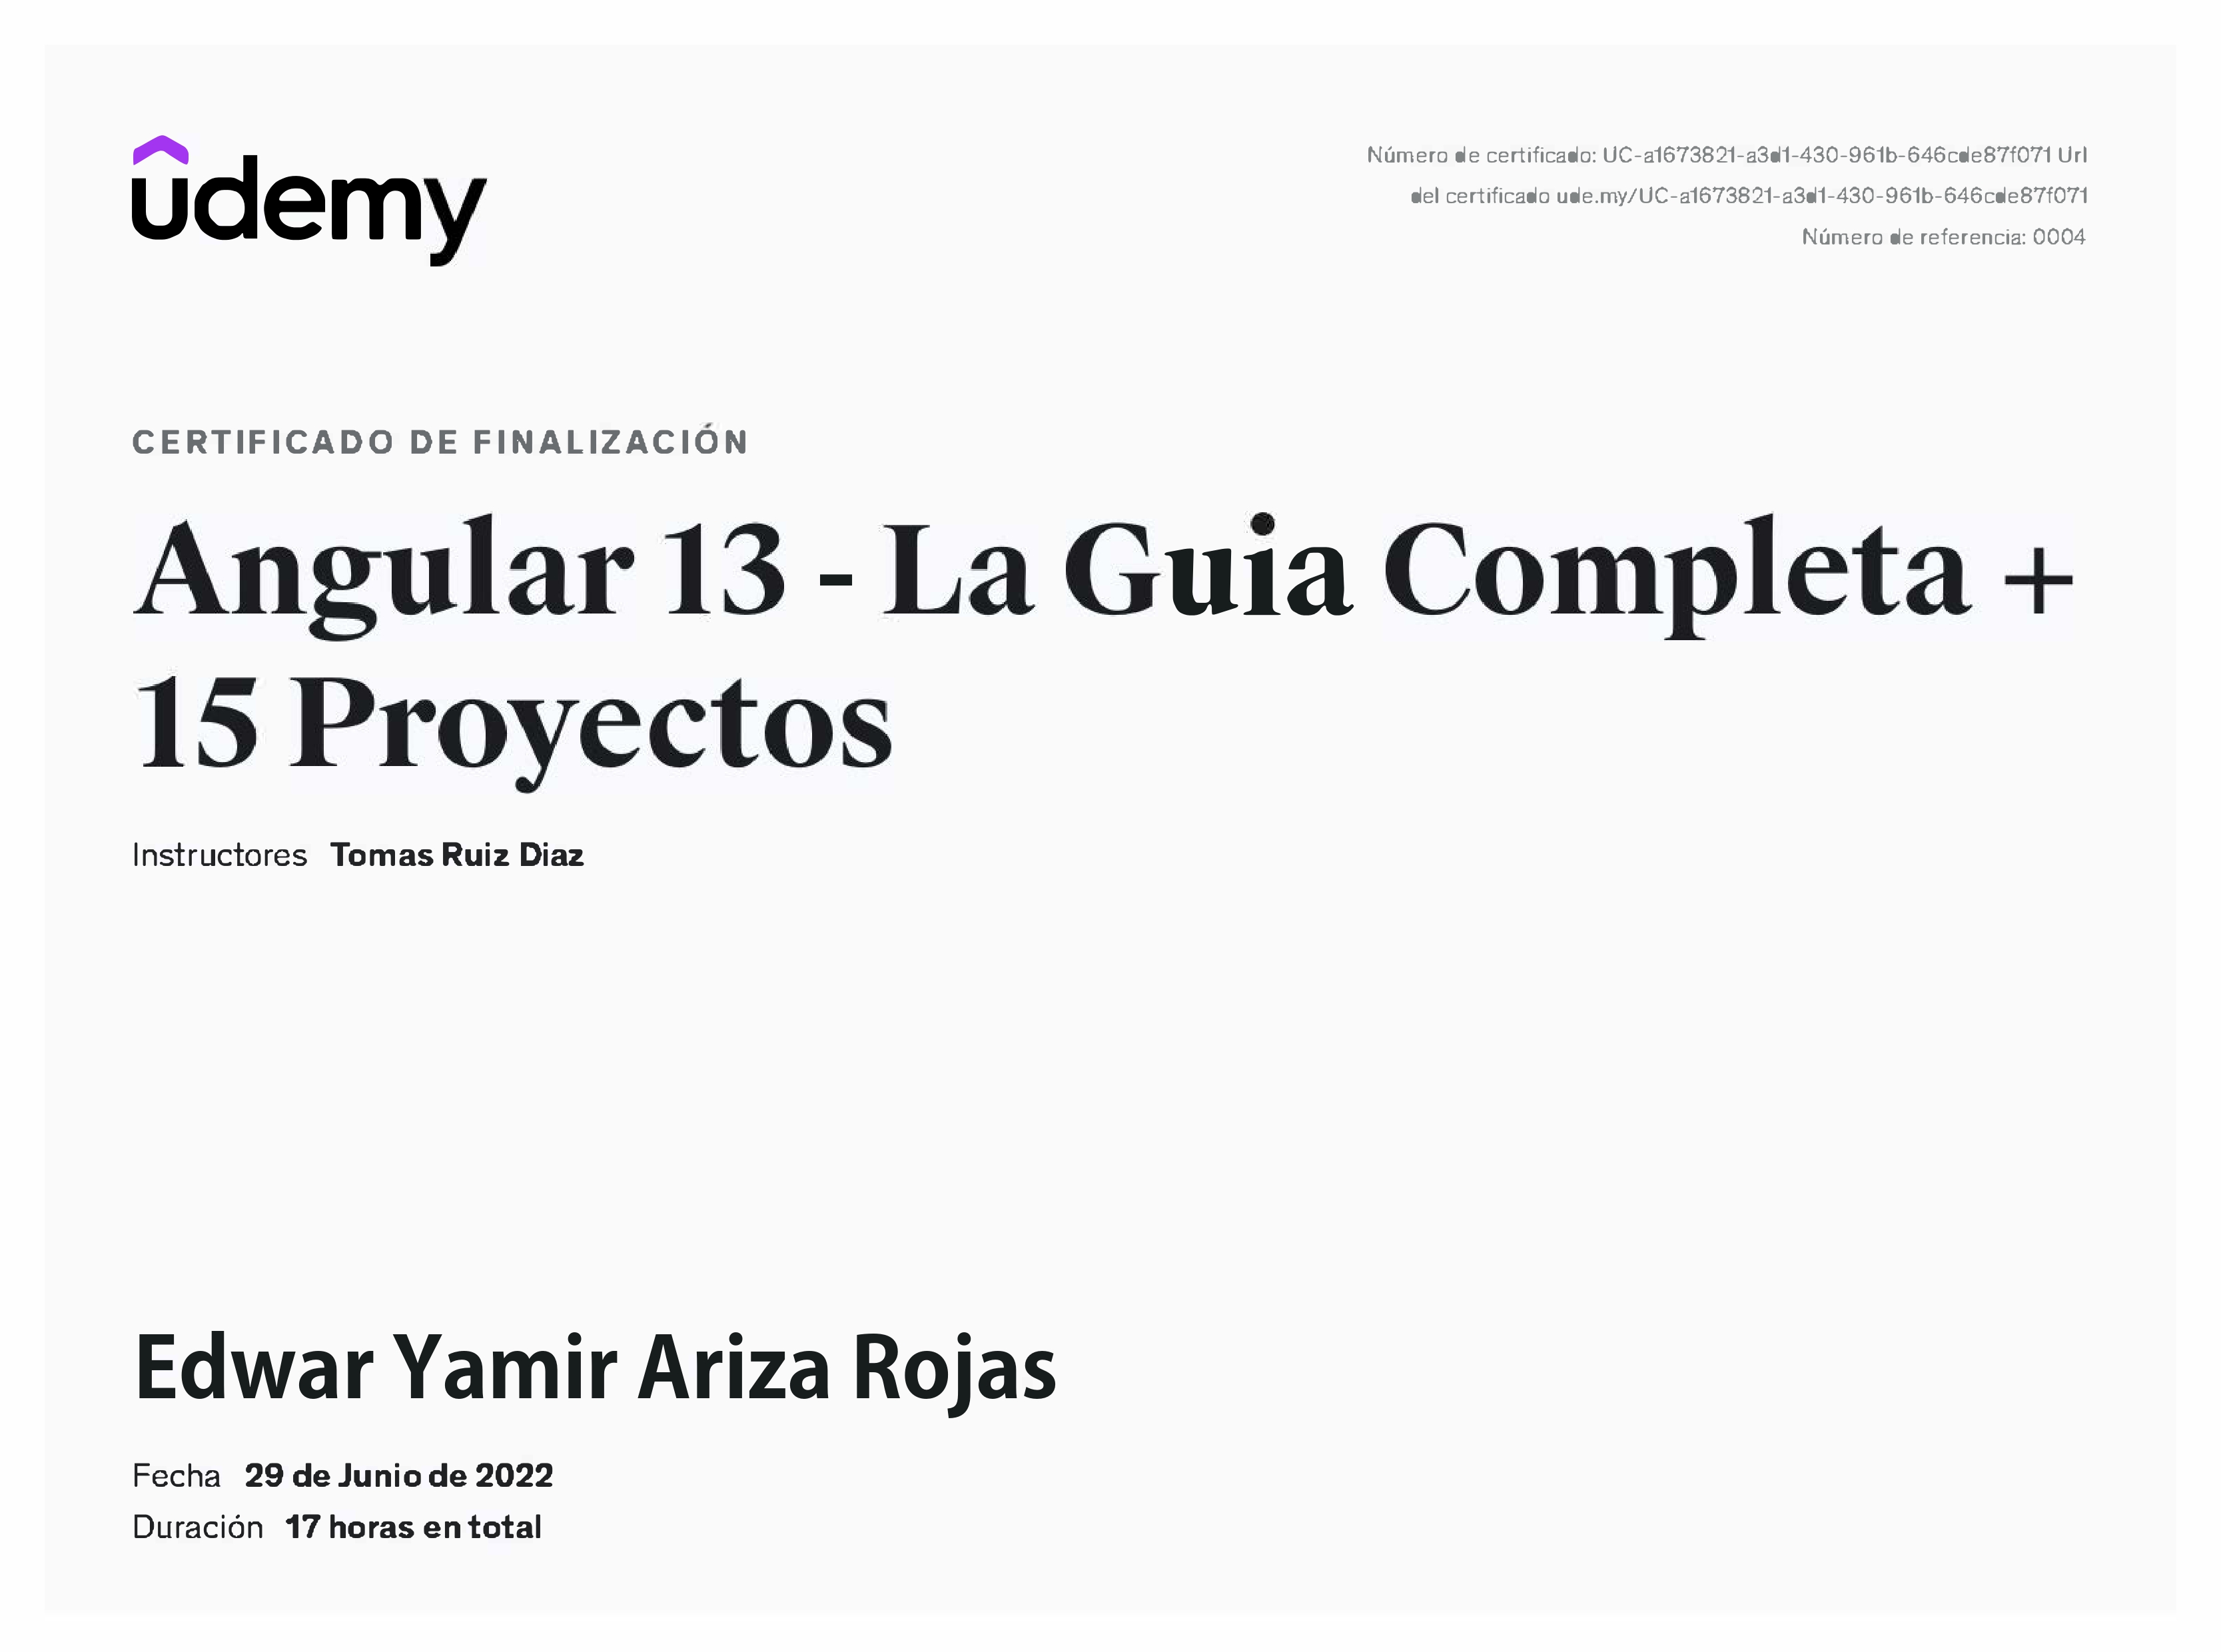 udemy
Número de certificado: UC-a1673821-a3d1-430-961b-646cde87f071 Url
del certificado ude.my/UC-a1673821-a3d1-430-961b-646cde87f071
Número de referencia: 0004
CERTIFICADO DE FINALIZACIÓN
Angular 13 - La Guia Completa +
15 Proyectos
Instructores Tomas Ruiz Diaz
Edwar Yamir Ariza Rojas
Fecha 29 de Junio de 2022
Duración 17 horas en total